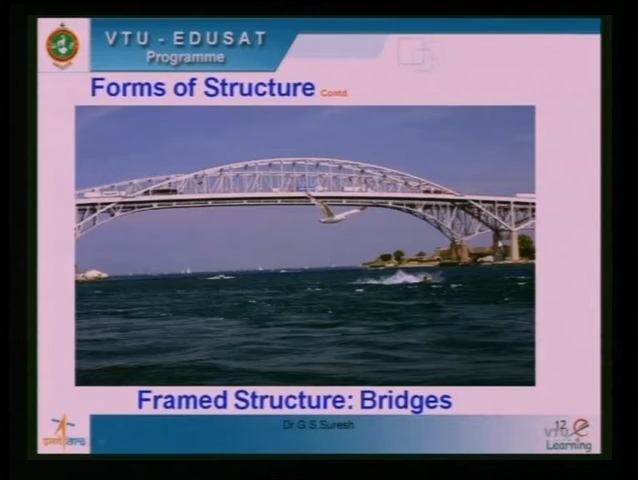 VTU - EDUSAT
Programme
Forms of Structure Contd.
Framed Structure: Bridges
Dr G.S.Suresh
12
VTU e
Learning